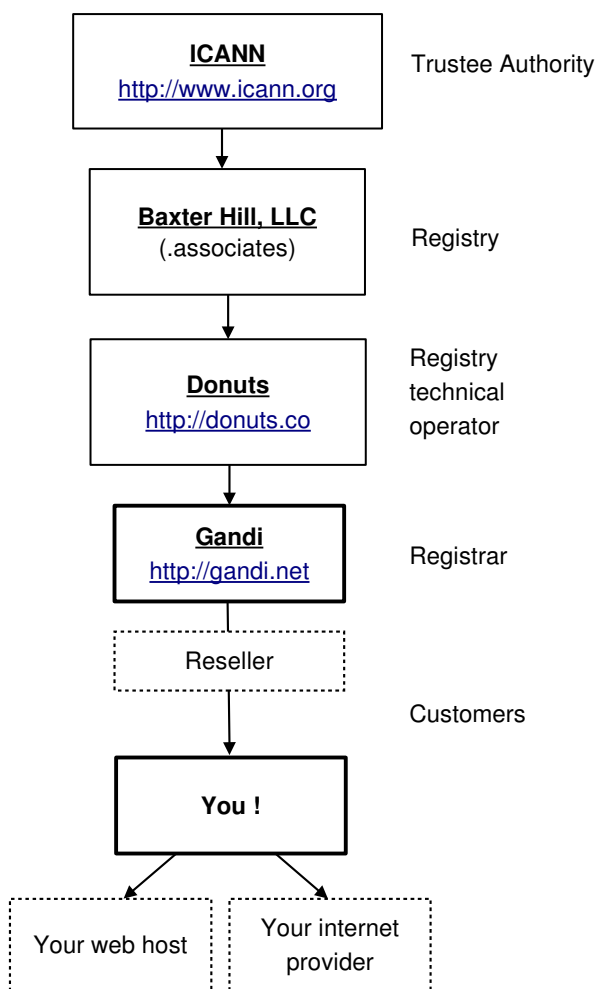 ICANN
http://www.icann.org
Trustee Authority
Baxter Hill, LLC
(.associates)
Registry
Donuts
http://donuts.co
Registry
technical
operator
Gandi
http://gandi.net
Registrar
Reseller
Customers
You !
Your web host
Your internet
provider